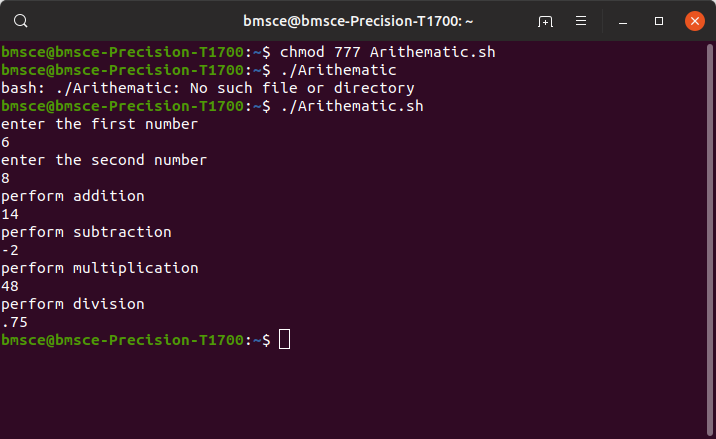 bmsce@bmsce-Precision-T1700: ~
bmsce@bmsce-Precision-T1700:~$ chmod 777 Arithematic.sh
bmsce@bmsce-Precision-T1700:~$ ./Arithematic
bash: ./Arithematic: No such file or directory
bmsce@bmsce-Precision-T1700:~$ ./Arithematic.sh
enter the first number
6
enter the second number
8
perform addition
14
perform subtraction
-2
perform multiplication
48
perform division
.75
bmsce@bmsce-Precision-T1700:~$